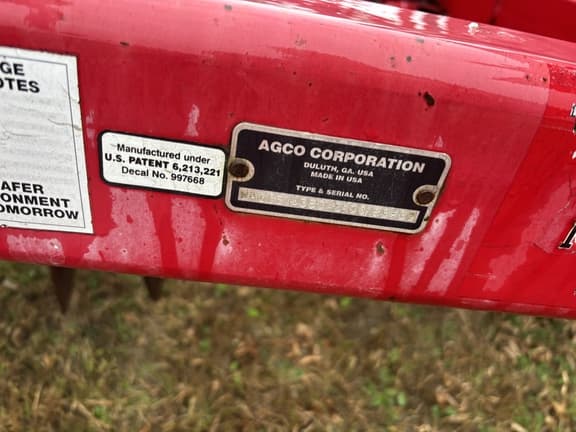 GE
OTES
AFER
ONMENT
OMORROW
Manufactured under
U.S. PATENT 6,213,221
Decal No. 997668
AGCO CORPORATION
DULUTH, GA. USA
MADE IN USA
TYPE & SERIAL NO.